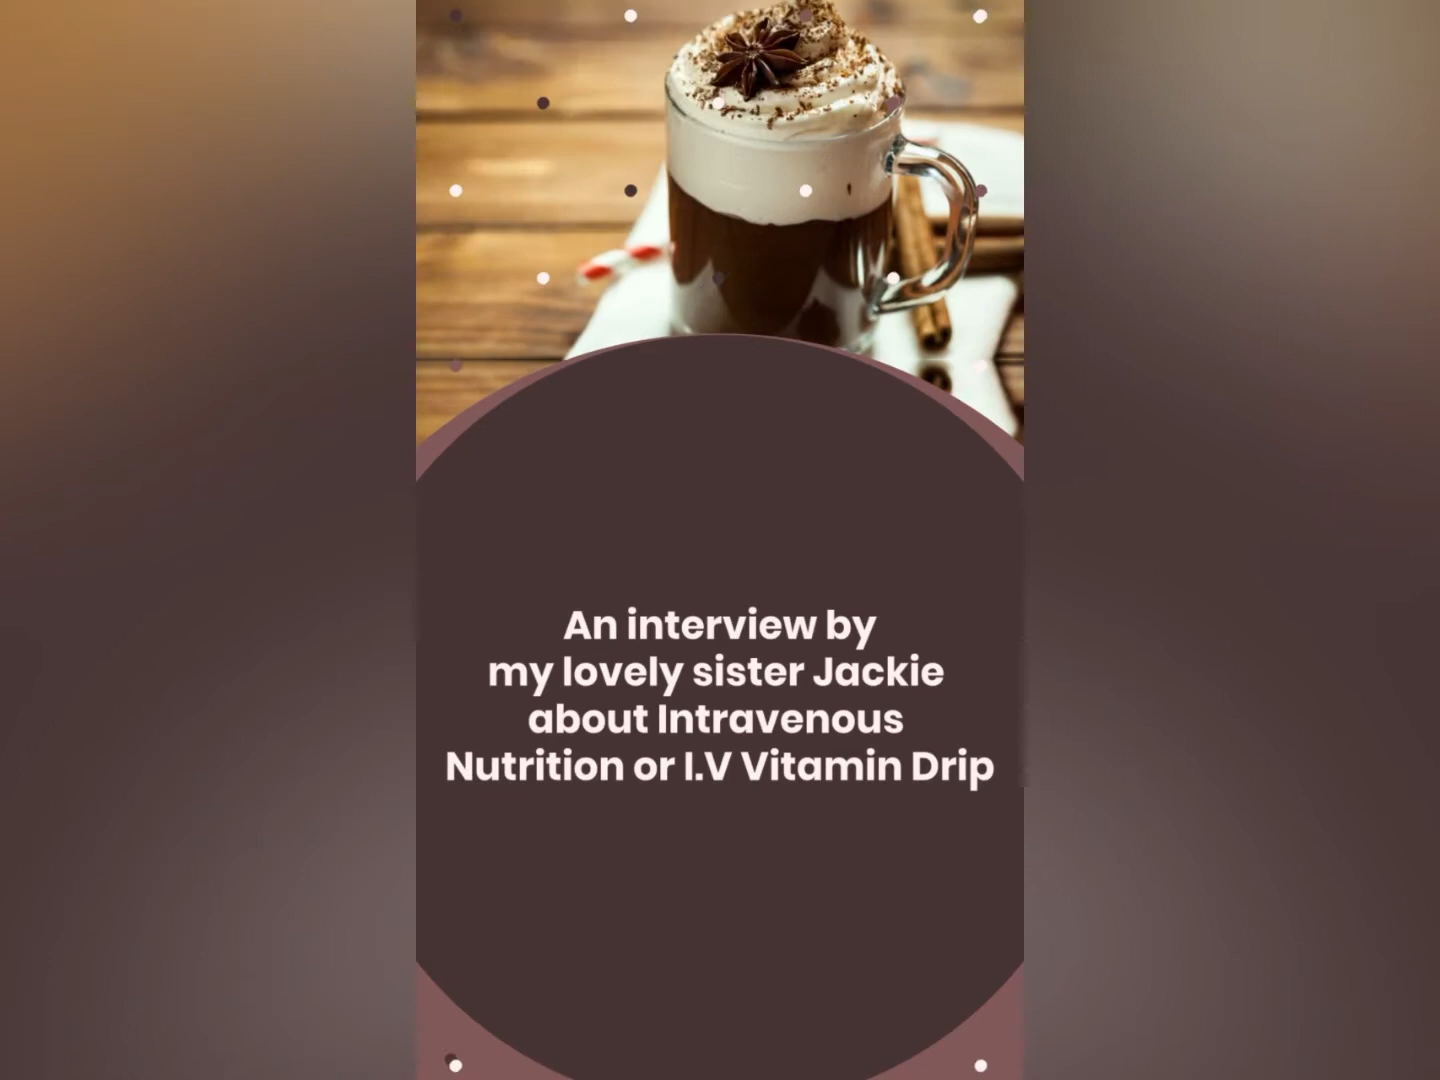 An interview by
my lovely sister Jackie
about Intravenous
Nutrition or I.V Vitamin Drip